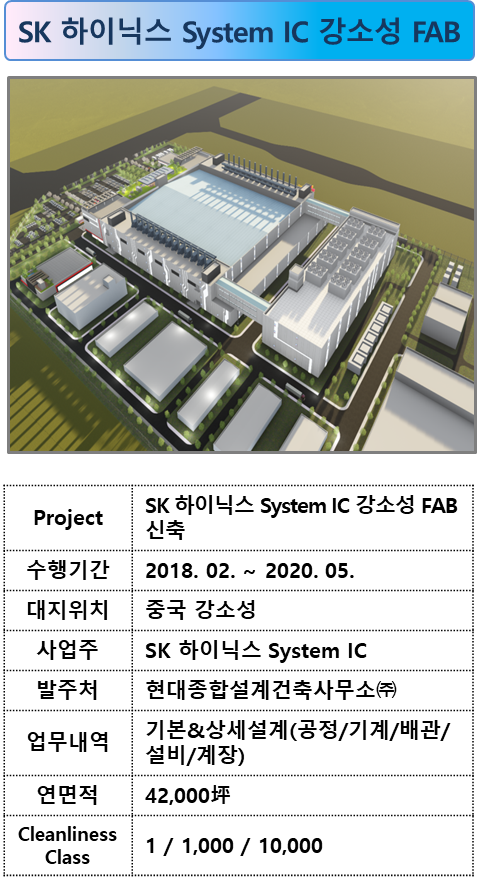 SK 하이닉스 System IC 강소성 FAB
Project
SK 하이닉스 System IC 강소성 FAB
신축
수행기간
2018. 02. ~ 2020. 05.
대지위치
중국 강소성
사업주
SK 하이닉스 System IC
발주처
현대종합설계건축사무소㈜
업무내역
기본&상세설계(공정/기계/배관/
설비/계장)
연면적
42,000坪
Cleanliness
Class
1 / 1,000 / 10,000